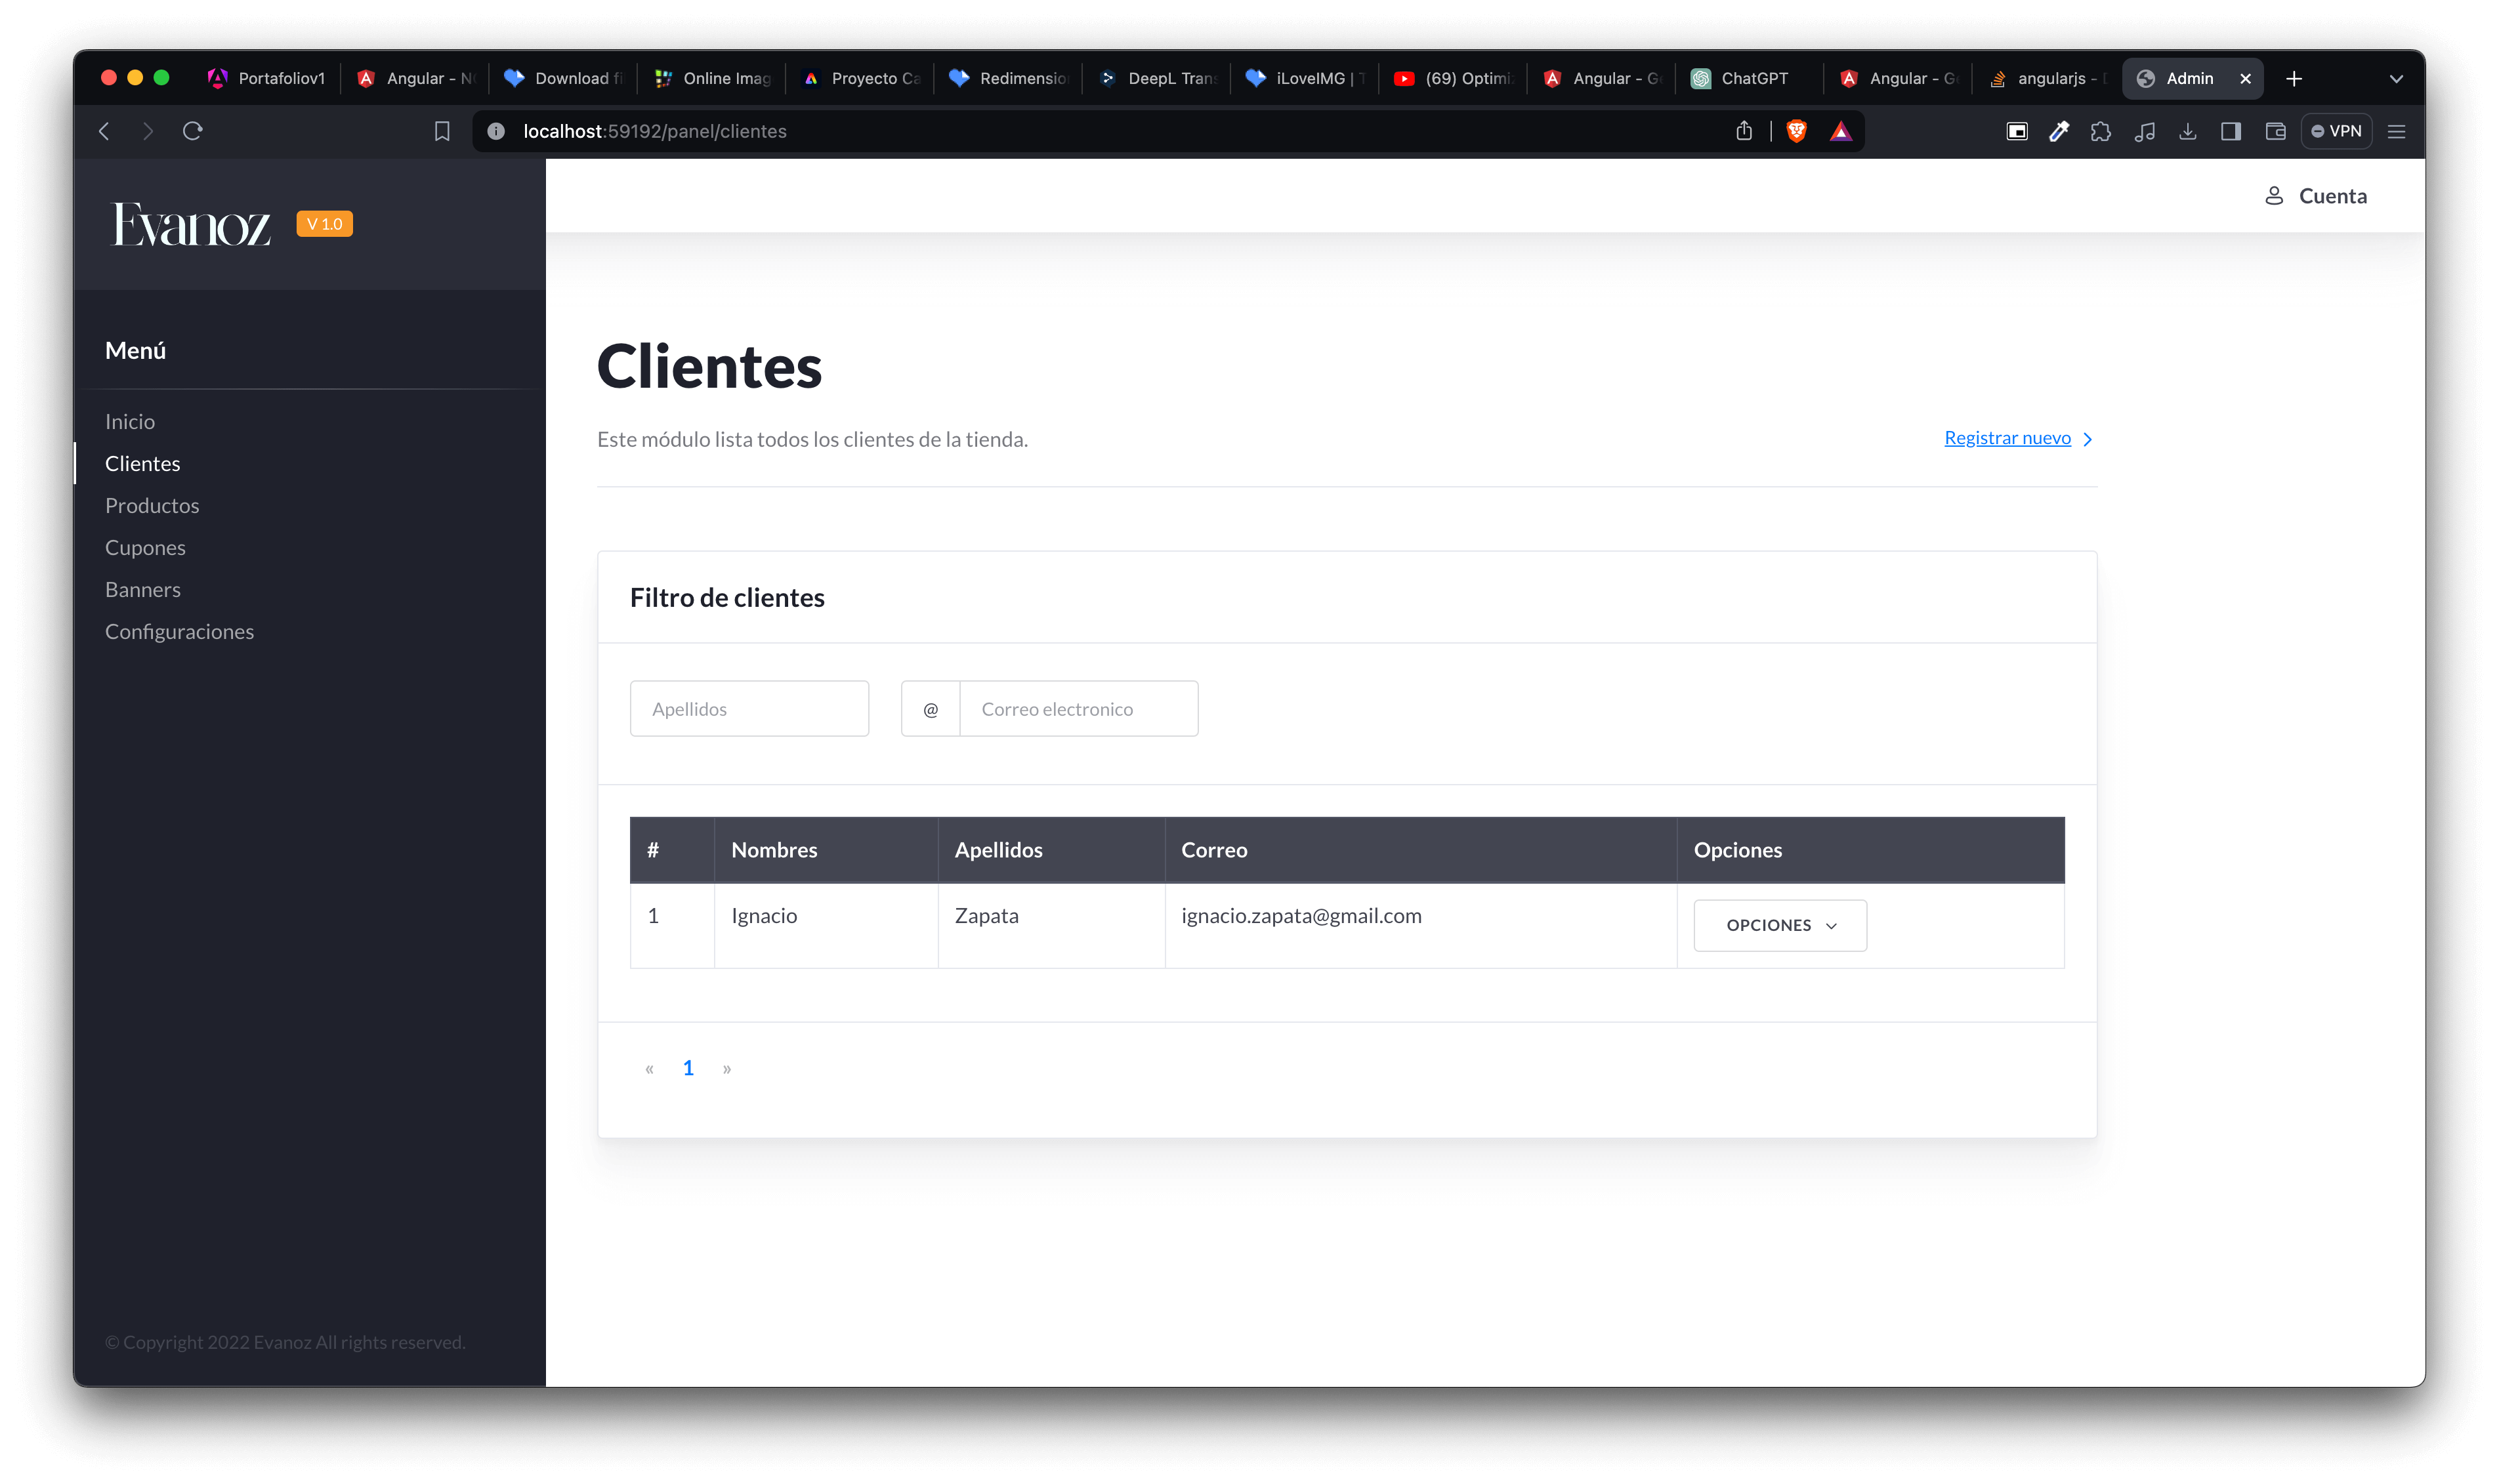 Portafoliov1 Angular - N Download fi Online Imag Proyecto Ca Redimensio DeepL Trans iLoveIMG | T (69) Optimi Angular - G ChatGPT Angular - G angularjs - Admin
localhost:59192/panel/clientes VPN
Evanoz V 1.0
Cuenta
Menú
Inicio
Clientes
Productos
Cupones
Banners
Configuraciones
© Copyright 2022 Evanoz All rights reserved.
Clientes
Este módulo lista todos los clientes de la tienda. Registrar nuevo
Filtro de clientes
Apellidos @ Correo electronico
# Nombres Apellidos Correo Opciones
1 Ignacio Zapata ignacio.zapata@gmail.com OPCIONES
« 1 »